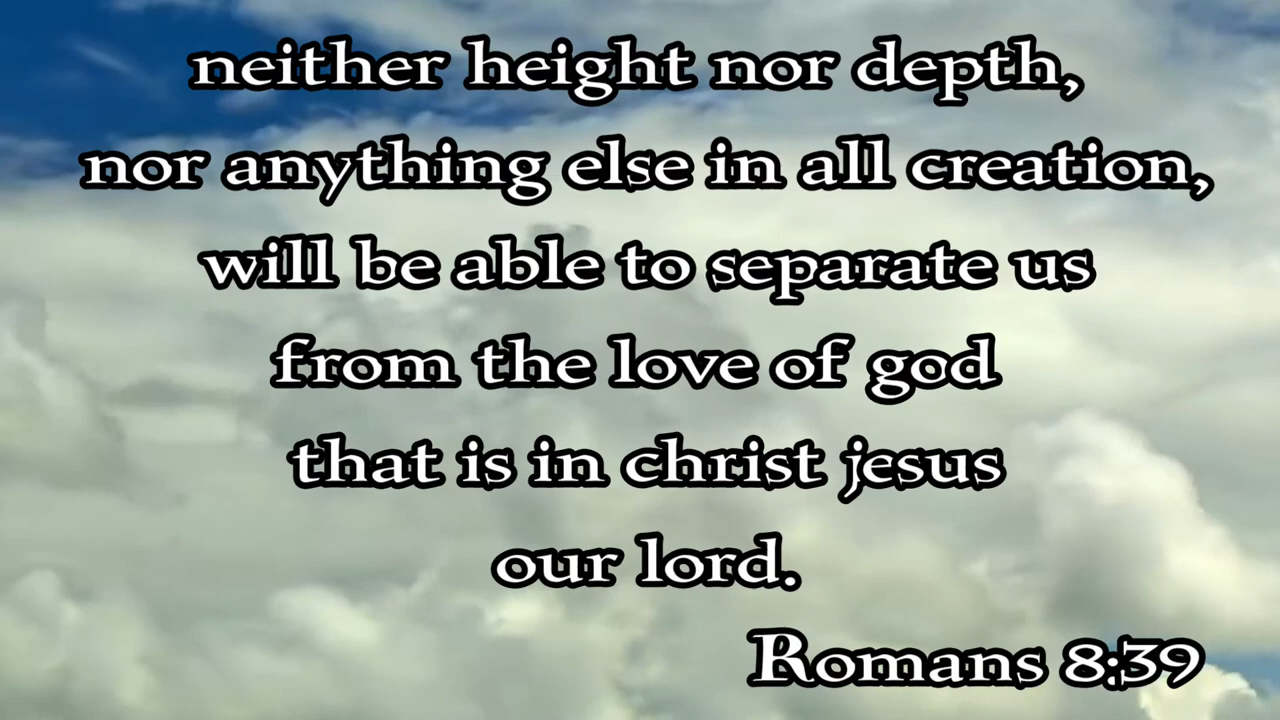 neither height nor depth,
nor anything else in all creation,
will be able to separate us
from the love of god
that is in christ jesus
our lord.
Romans 8:39